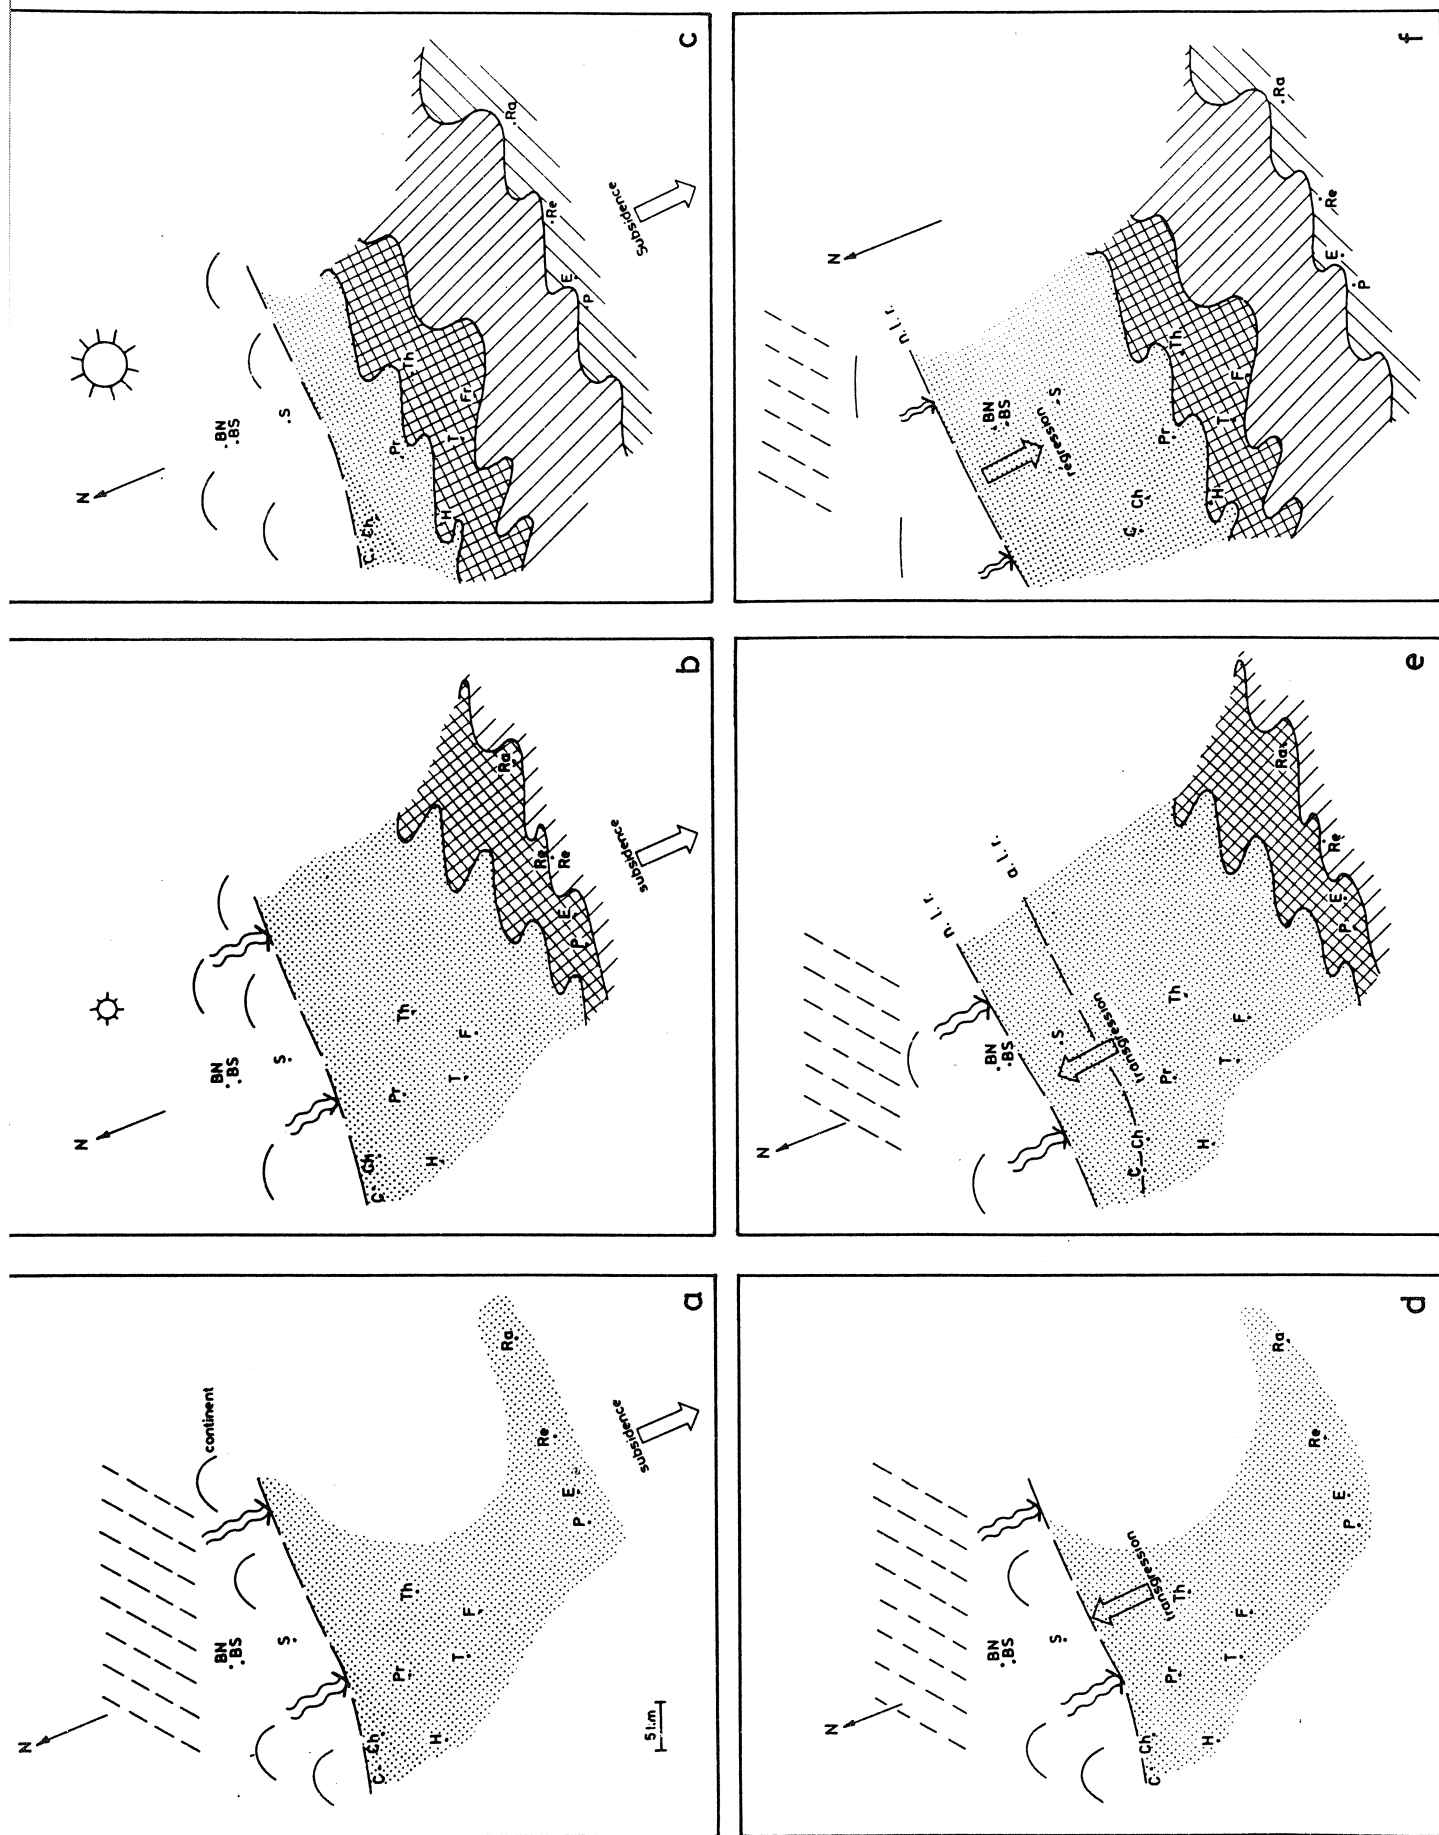 N
continent
BN
BS
S
Th
Pr
F
T
C
Ch
H
Ra
Re
E
P
5 l.m
subsidence
a
N
BN
BS
S
Th
Pr
F
T
C
Ch
H
Ra
Re
Re
E
P
subsidence
b
N
BN
BS
S
Th
Pr
Fr
T
C
Ch
H
Ra
Re
E
P
Subsidence
c
N
BN
BS
S
transgression
Th
Pr
F
T
C
Ch
H
Ra
Re
E
P
d
N
n. l. r.
a. l. r.
BN
BS
S
transgression
Th
Pr
F
T
C
Ch
H
Ra
Re
E
P
e
N
n. l. r.
BN
BS
S
régression
Th
Pr
F
T
C
Ch
H
Ra
Re
E
P
f